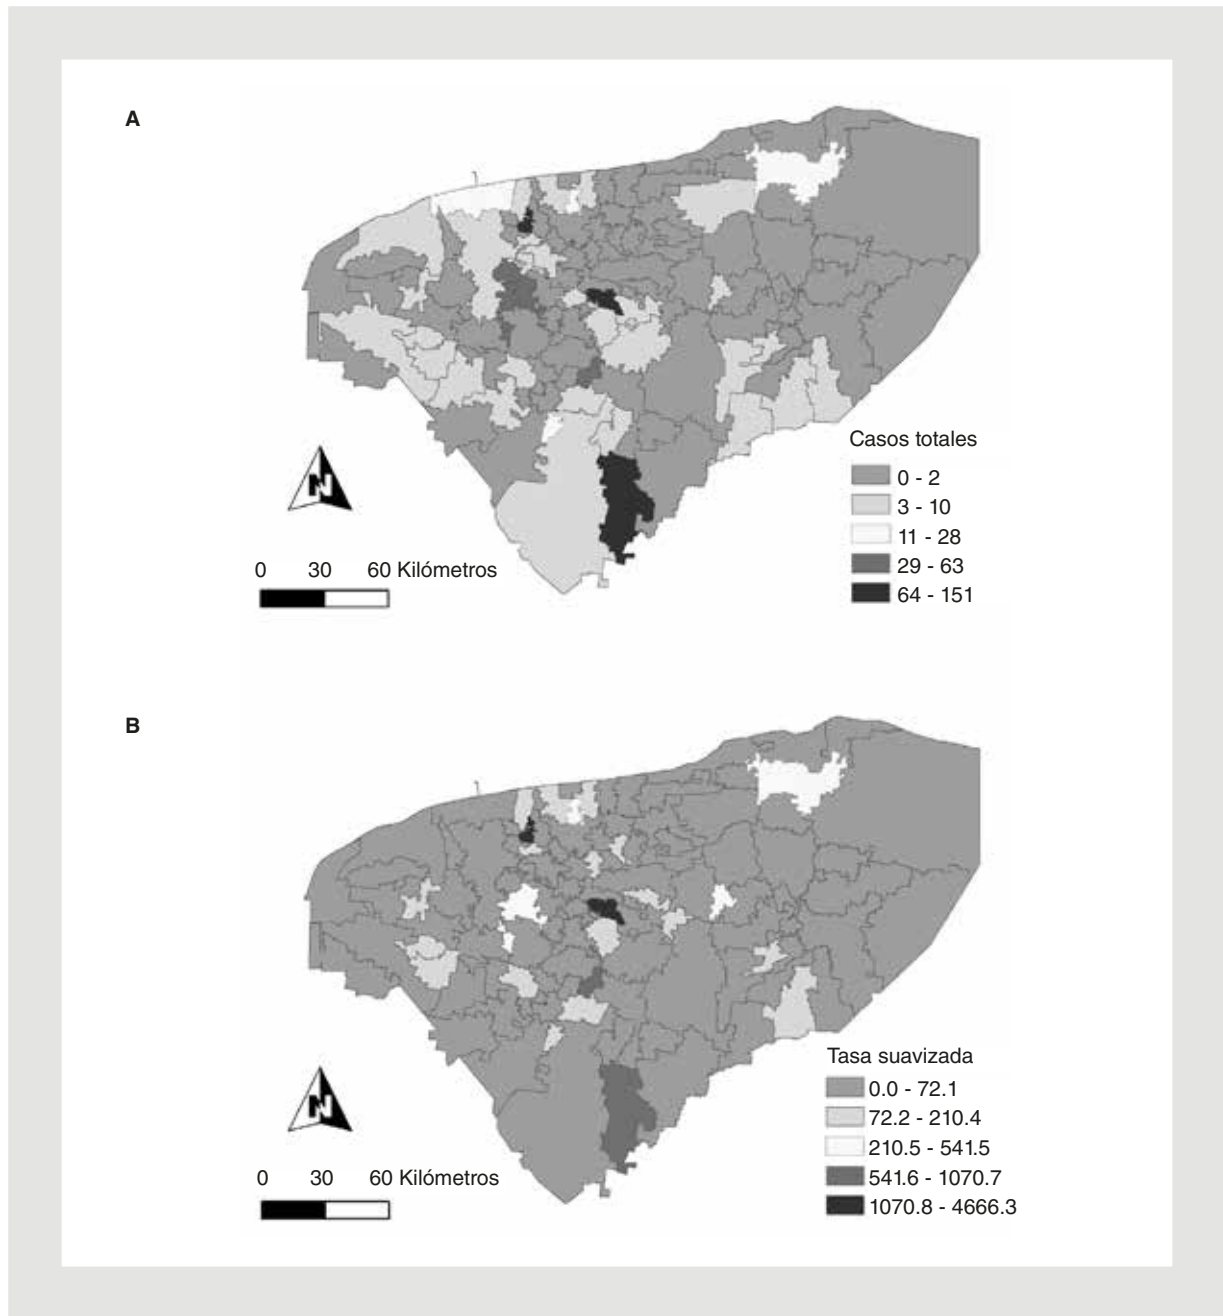 A
Casos totales
0 - 2
3 - 10
11 - 28
29 - 63
64 - 151
N
0 30 60 Kilómetros
B
Tasa suavizada
0.0 - 72.1
72.2 - 210.4
210.5 - 541.5
541.6 - 1070.7
1070.8 - 4666.3
N
0 30 60 Kilómetros